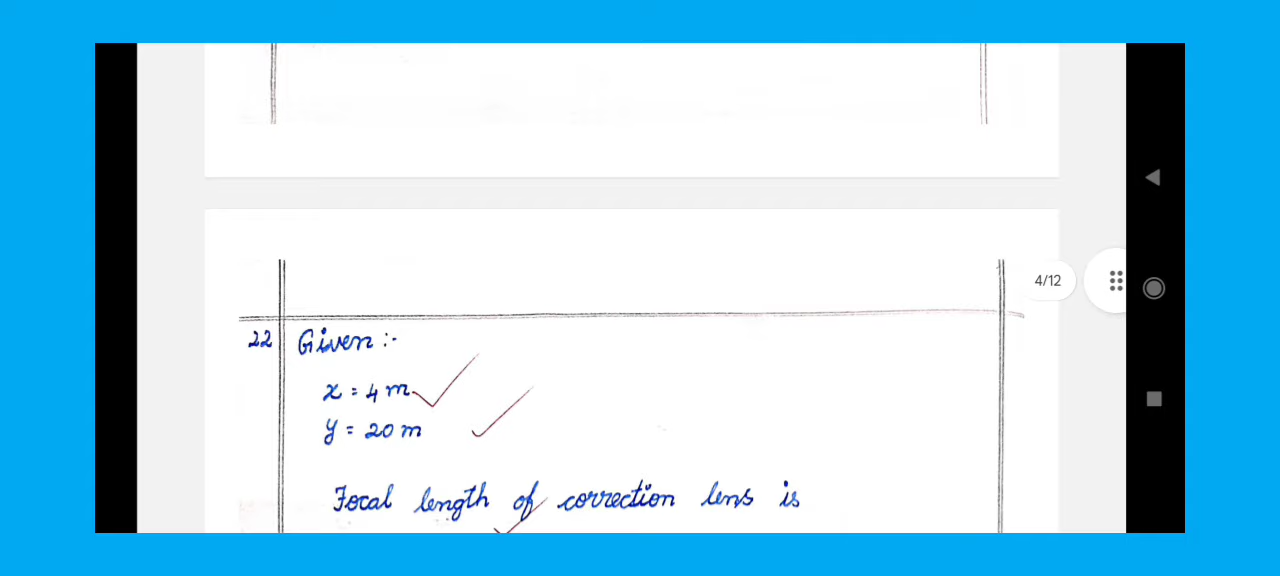 4/12
22 Given :-
x = 4 m
y = 20 m
Focal length of correction lens is